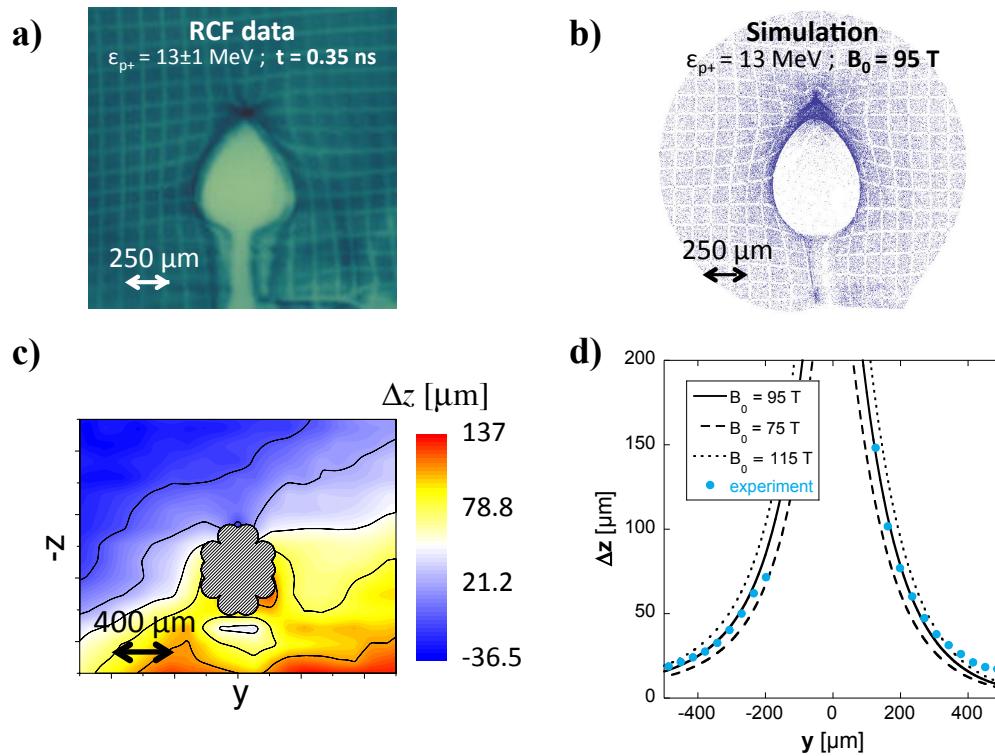 a)
RCF data
εₚ₊ = 13±1 MeV ; t = 0.35 ns
250 μm
b)
Simulation
εₚ₊ = 13 MeV ; B₀ = 95 T
250 μm
c)
Δz [μm]
137
78.8
21.2
-36.5
-z
400 μm
y
d)
200
150
100
50
0
Δz [μm]
B₀ = 95 T
B₀ = 75 T
B₀ = 115 T
experiment
-400 -200 0 200 400
y [μm]